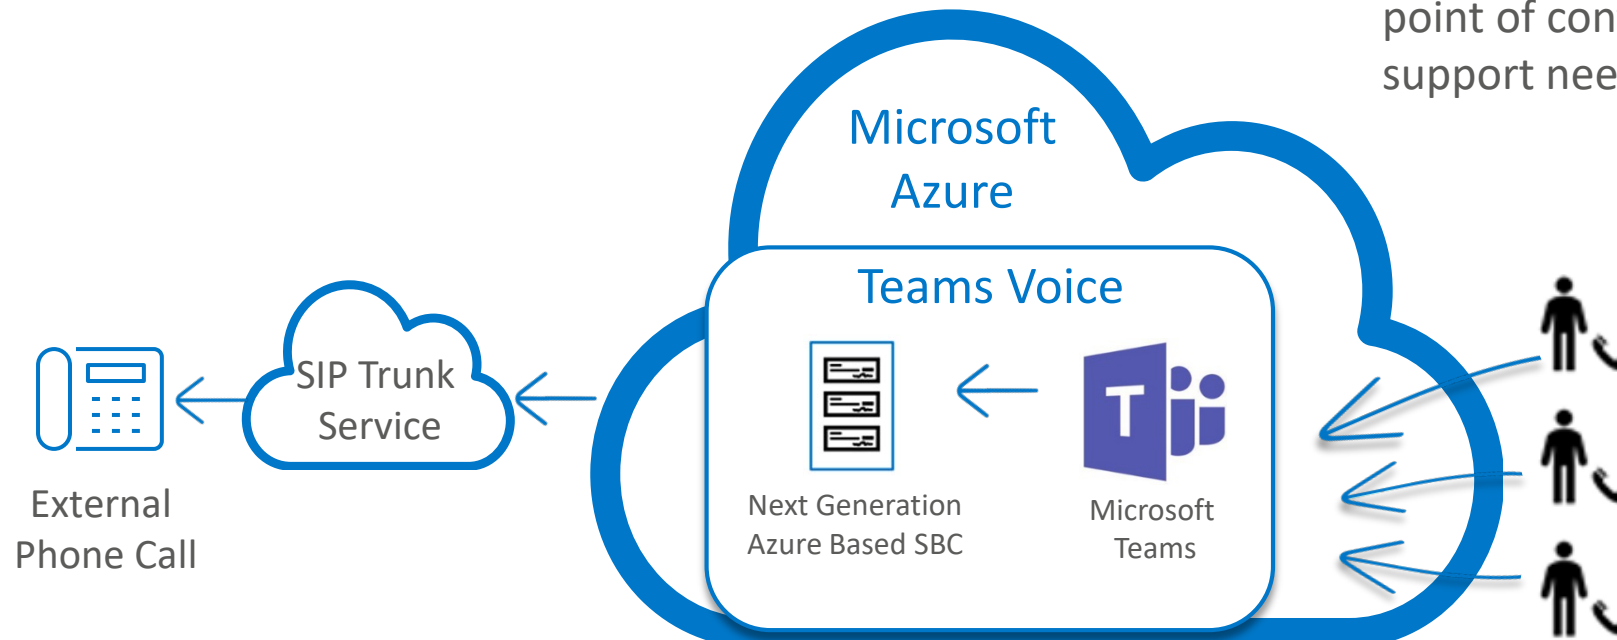 point of con
support nee
Microsoft
Azure
Teams Voice
SIP Trunk
Service
T
Next Generation
Azure Based SBC
Microsoft
Teams
External
Phone Call